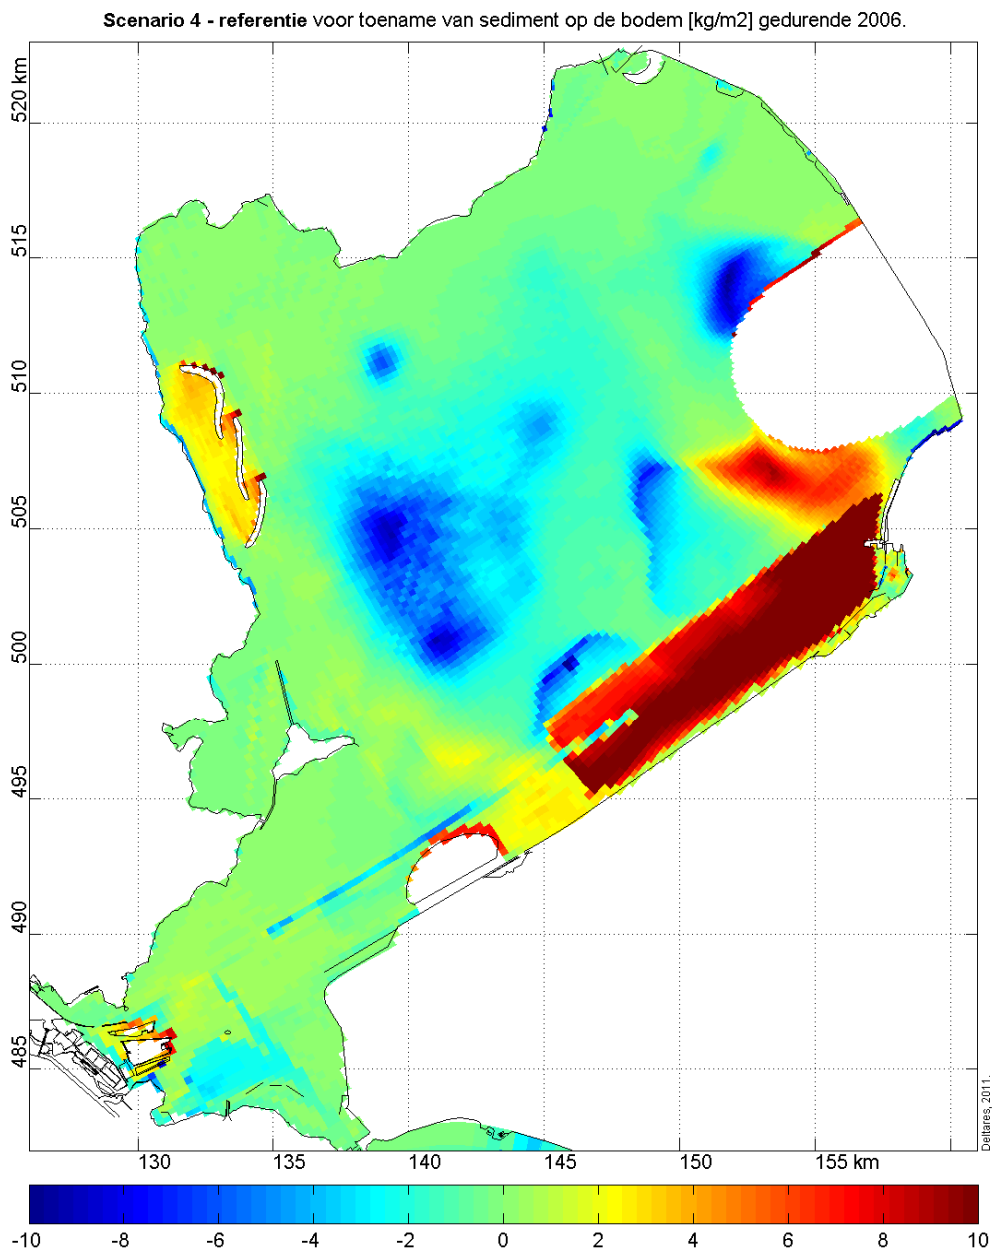 Scenario 4 - referentie voor toename van sediment op de bodem [kg/m2] gedurende 2006.
520 km
515
510
505
500
495
490
485
130 135 140 145 150 155 km
Deltares, 2011.
-10 -8 -6 -4 -2 0 2 4 6 8 10